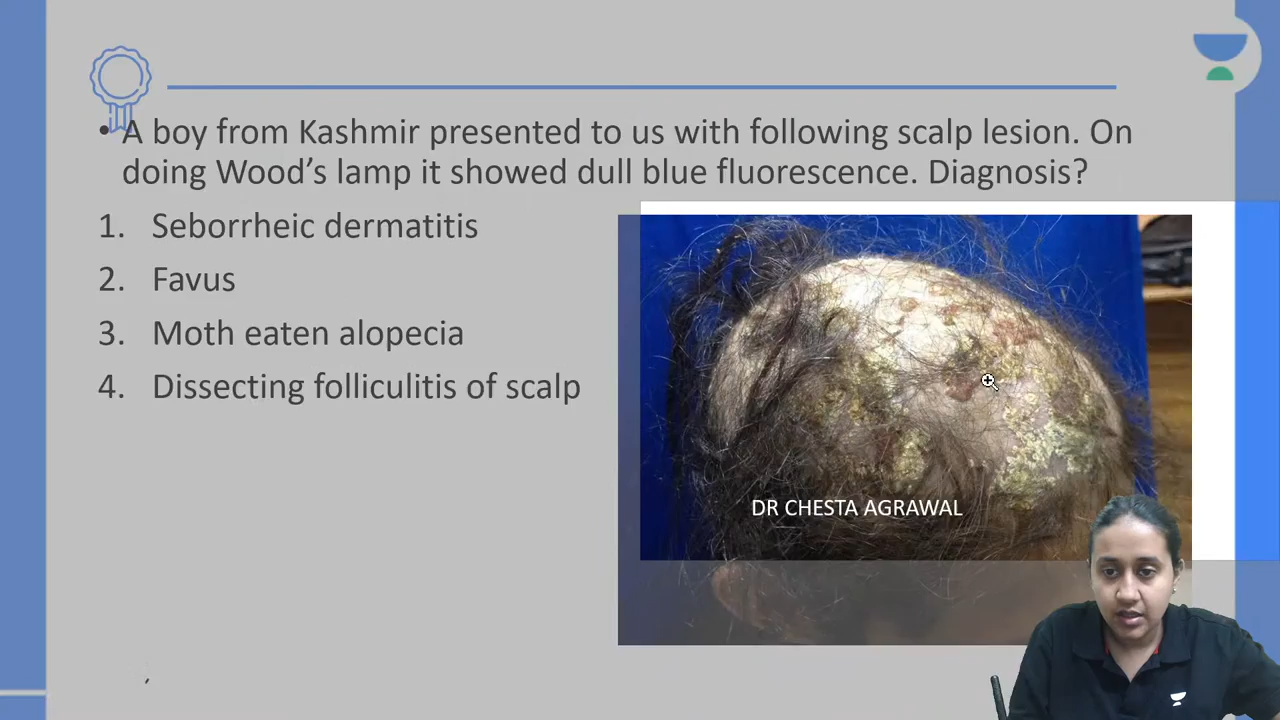 • A boy from Kashmir presented to us with following scalp lesion. On
doing Wood’s lamp it showed dull blue fluorescence. Diagnosis?
1. Seborrheic dermatitis
2. Favus
3. Moth eaten alopecia
4. Dissecting folliculitis of scalp
DR CHESTA AGRAWAL